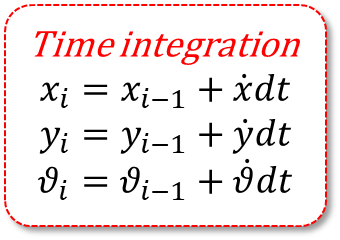 Time integration
xᵢ = xᵢ₋₁ + ẋdt
yᵢ = yᵢ₋₁ + ẏdt
ϑᵢ = ϑᵢ₋₁ + ϑ̇dt